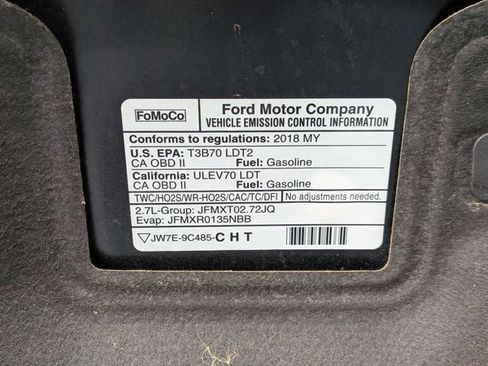 FoMoCo
Ford Motor Company
VEHICLE EMISSION CONTROL INFORMATION
Conforms to regulations: 2018 MY
U.S. EPA: T3B70 LDT2
CA OBD II Fuel: Gasoline
California: ULEV70 LDT
CA OBD II Fuel: Gasoline
TWC/HO2S/WR-HO2S/CAC/TC/DFI No adjustments needed.
2.7L-Group: JFMXT02.72JQ
Evap: JFMXR0135NBB
JW7E-9C485-CHT